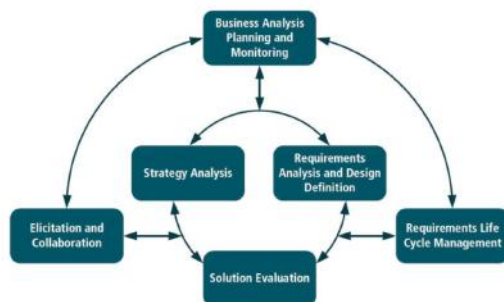 Business Analysis
Planning and
Monitoring
Strategy Analysis
Requirements
Analysis and Design
Definition
Elicitation and
Collaboration
Requirements Life
Cycle Management
Solution Evaluation